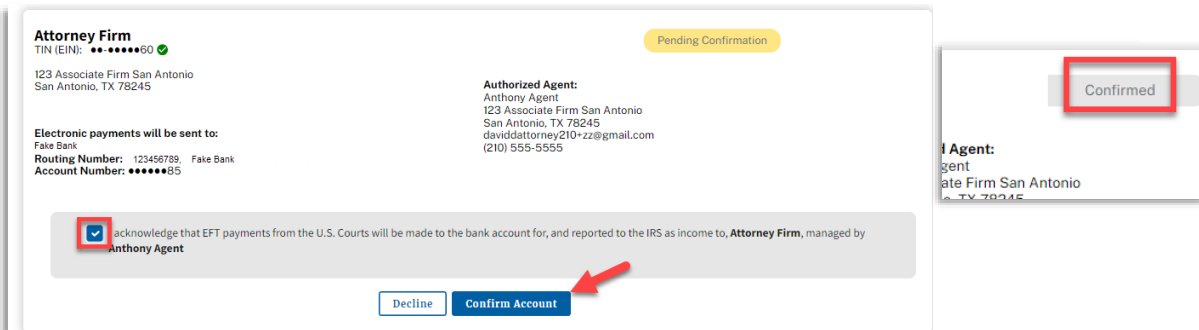 Attorney Firm
TIN (EIN): ●●-●●●●●60
Pending Confirmation
123 Associate Firm San Antonio
San Antonio, TX 78245
Authorized Agent:
Anthony Agent
123 Associate Firm San Antonio
San Antonio, TX 78245
daviddattorney210+zz@gmail.com
(210) 555-5555
Electronic payments will be sent to:
Fake Bank
Routing Number: 123456789, Fake Bank
Account Number: ●●●●●●85
acknowledge that EFT payments from the U.S. Courts will be made to the bank account for, and reported to the IRS as income to, Attorney Firm, managed by
Anthony Agent
Decline
Confirm Account
Confirmed
Agent:
gent
ate Firm San Antonio
TX 78245